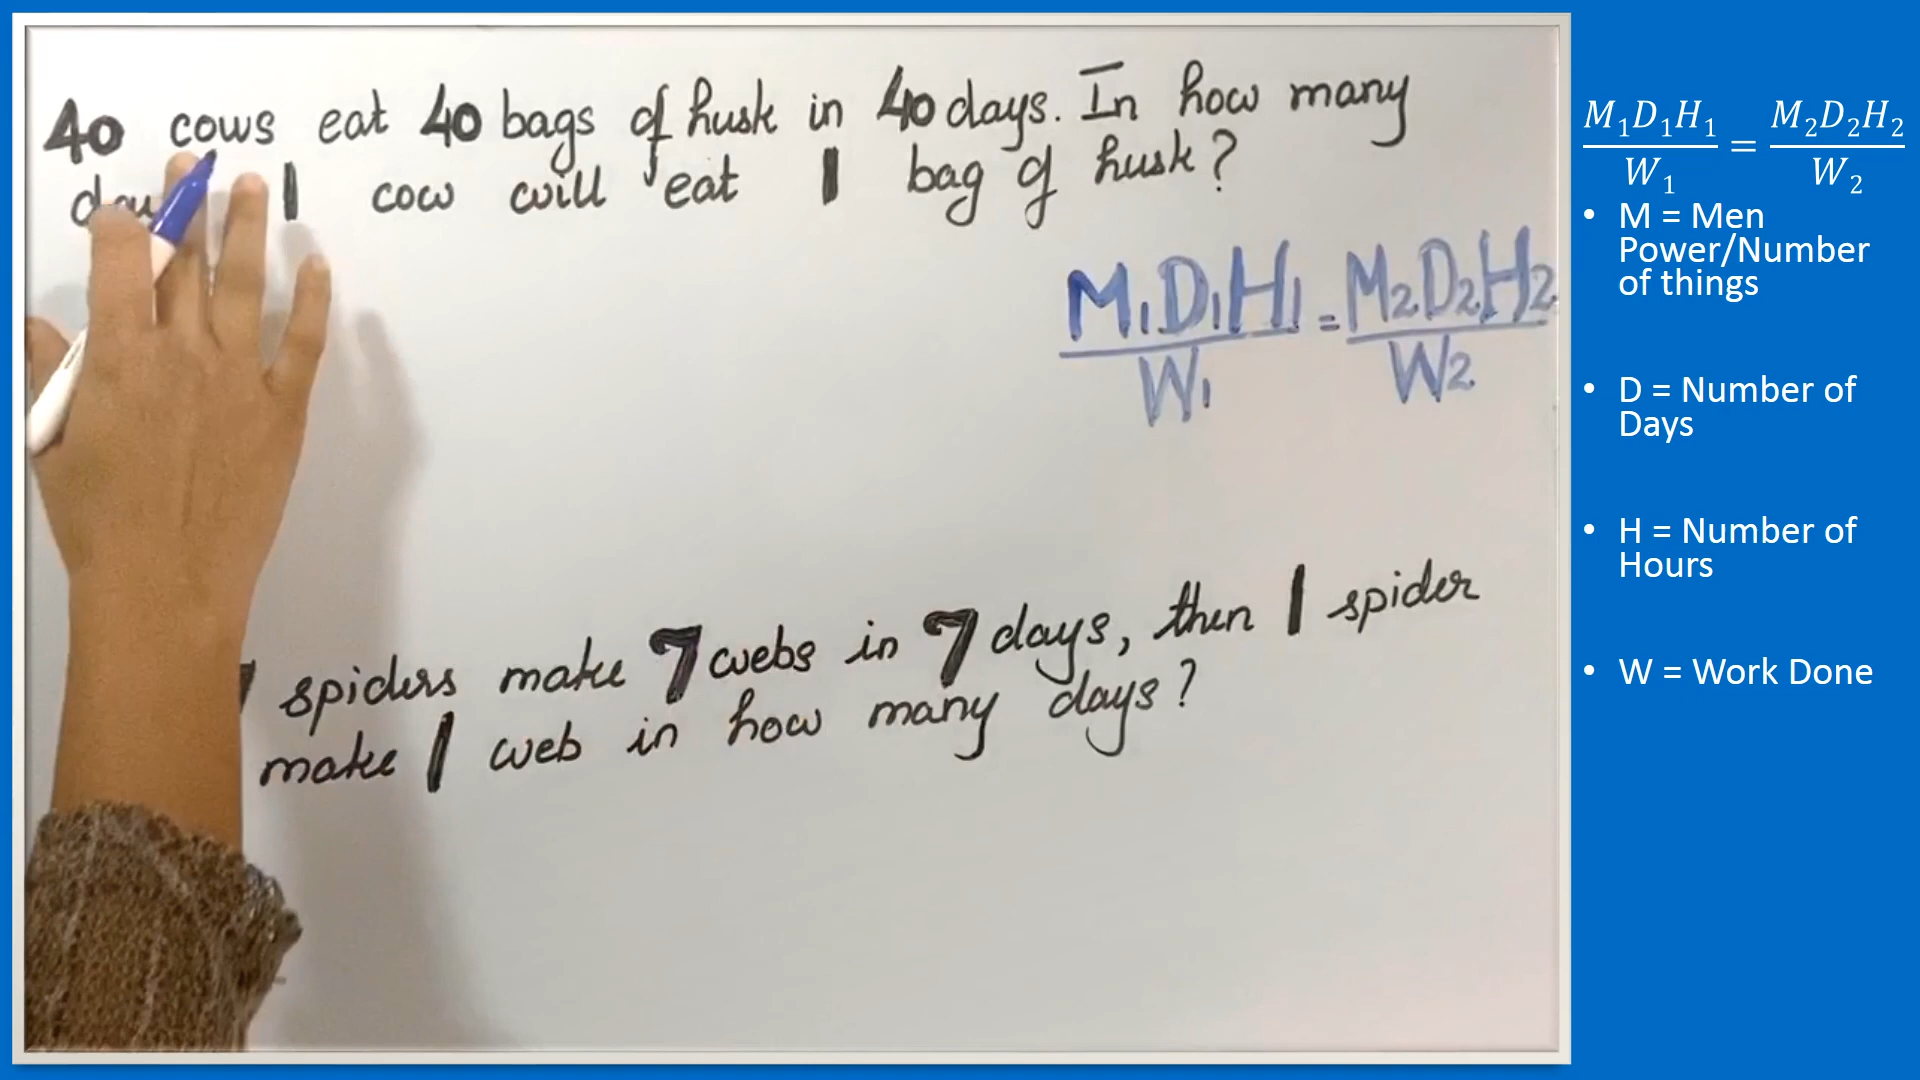 40 cows eat 40 bags of husk in 40 days. In how many
1 cow will eat 1 bag of husk?
M₁D₁H₁ = M₂D₂H₂
W₁ W₂
spiders make 7 webs in 7 days, then 1 spider
make 1 web in how many days?
M₁D₁H₁ = M₂D₂H₂
W₁ W₂
• M = Men
Power/Number
of things
• D = Number of
Days
• H = Number of
Hours
• W = Work Done